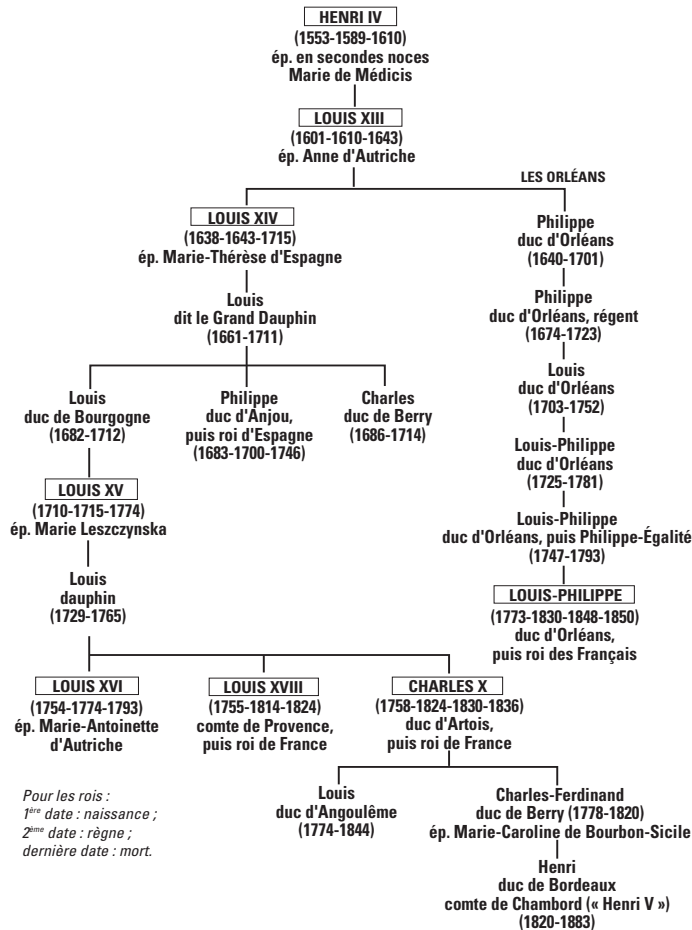 HENRI IV
(1553-1589-1610)
ép. en secondes noces
Marie de Médicis
LOUIS XIII
(1601-1610-1643)
ép. Anne d'Autriche
LES ORLÉANS
LOUIS XIV
(1638-1643-1715)
ép. Marie-Thérèse d'Espagne
Philippe
duc d'Orléans
(1640-1701)
Louis
dit le Grand Dauphin
(1661-1711)
Philippe
duc d'Orléans, régent
(1674-1723)
Louis
duc de Bourgogne
(1682-1712)
Philippe
duc d'Anjou,
puis roi d'Espagne
(1683-1700-1746)
Charles
duc de Berry
(1686-1714)
Louis
duc d'Orléans
(1703-1752)
Louis-Philippe
duc d'Orléans
(1725-1781)
LOUIS XV
(1710-1715-1774)
ép. Marie Leszczynska
Louis-Philippe
duc d'Orléans, puis Philippe-Égalité
(1747-1793)
Louis
dauphin
(1729-1765)
LOUIS-PHILIPPE
(1773-1830-1848-1850)
duc d'Orléans,
puis roi des Français
LOUIS XVI
(1754-1774-1793)
ép. Marie-Antoinette
d'Autriche
LOUIS XVIII
(1755-1814-1824)
comte de Provence,
puis roi de France
CHARLES X
(1758-1824-1830-1836)
duc d'Artois,
puis roi de France
Louis
duc d'Angoulême
(1774-1844)
Charles-Ferdinand
duc de Berry (1778-1820)
ép. Marie-Caroline de Bourbon-Sicile
Henri
duc de Bordeaux
comte de Chambord (« Henri V »)
(1820-1883)
Pour les rois :
1ère date : naissance ;
2ème date : règne ;
dernière date : mort.